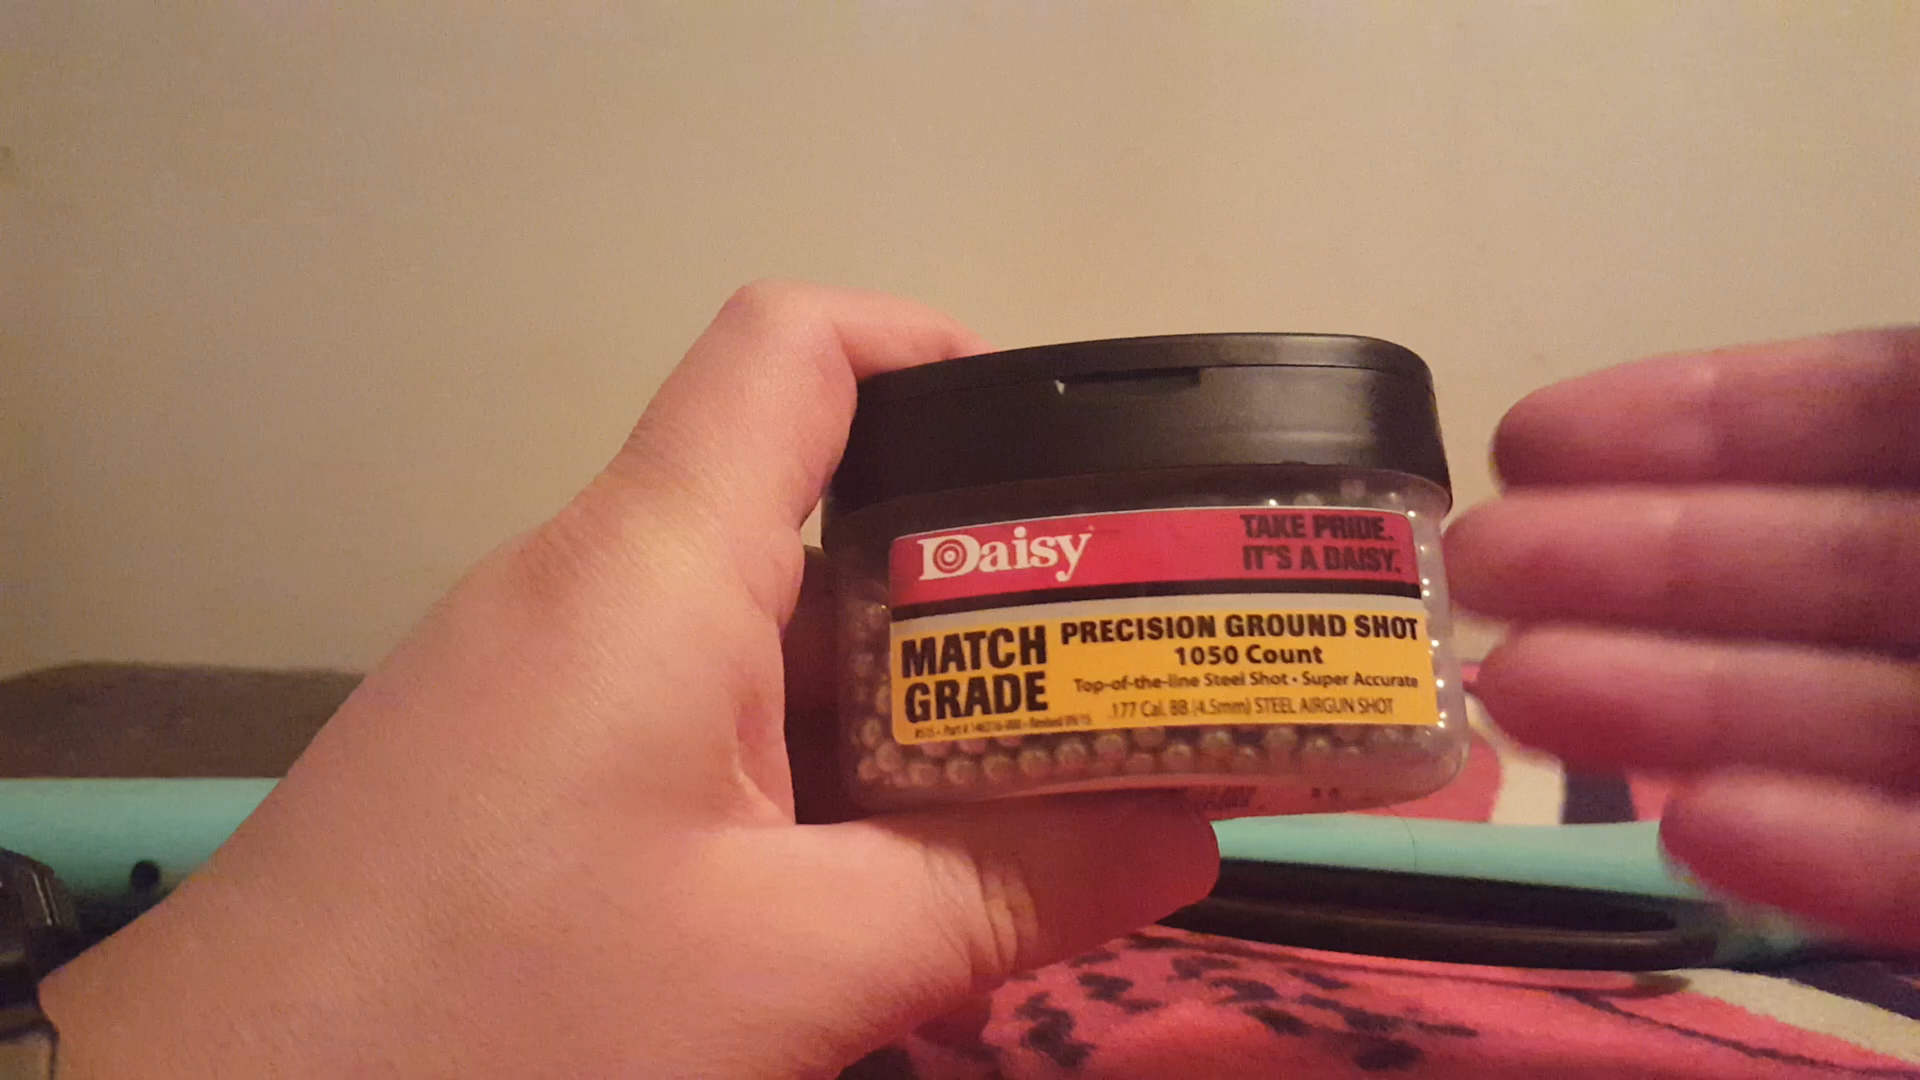 Daisy
TAKE PRIDE.
IT'S A DAISY.
MATCH
GRADE
PRECISION GROUND SHOT
1050 Count
Top-of-the-line Steel Shot • Super Accurate
.177 Cal. BB (4.5mm) STEEL AIRGUN SHOT